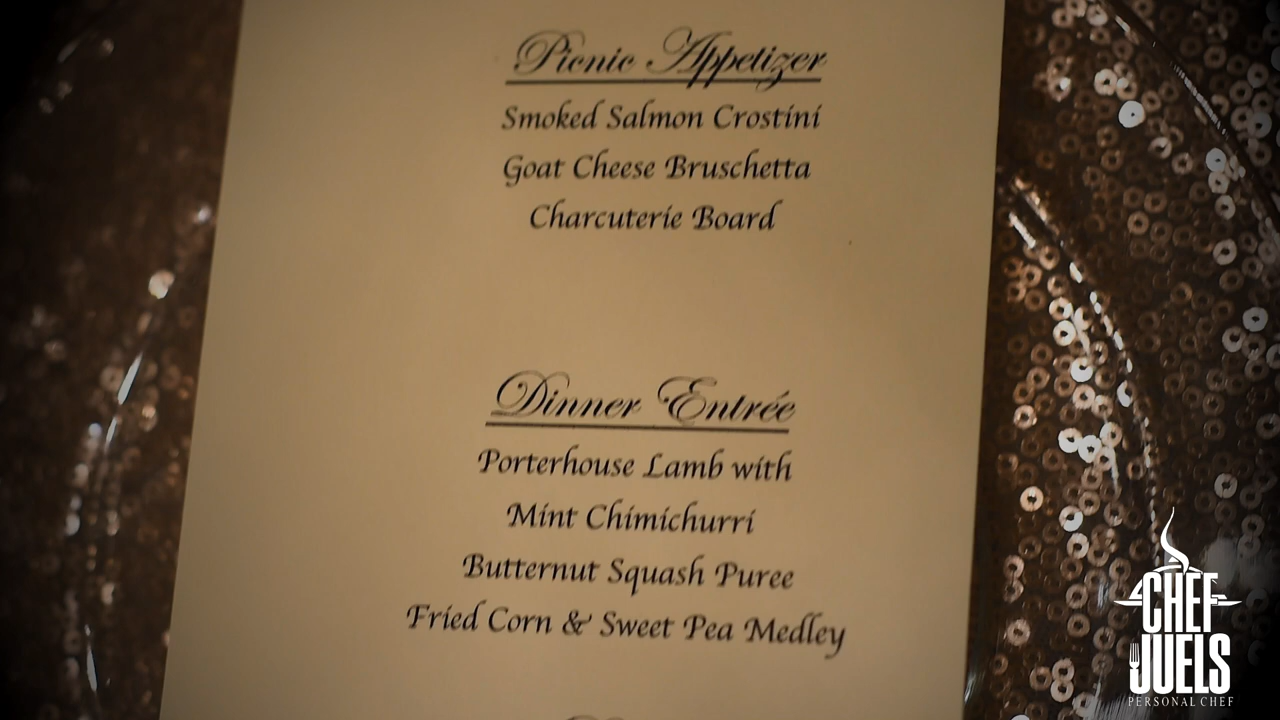 Picnic Appetizer
Smoked Salmon Crostini
Goat Cheese Bruschetta
Charcuterie Board
Dinner Entrée
Porterhouse Lamb with
Mint Chimichurri
Butternut Squash Puree
Fried Corn & Sweet Pea Medley
CHEF
JUELS
PERSONAL CHEF